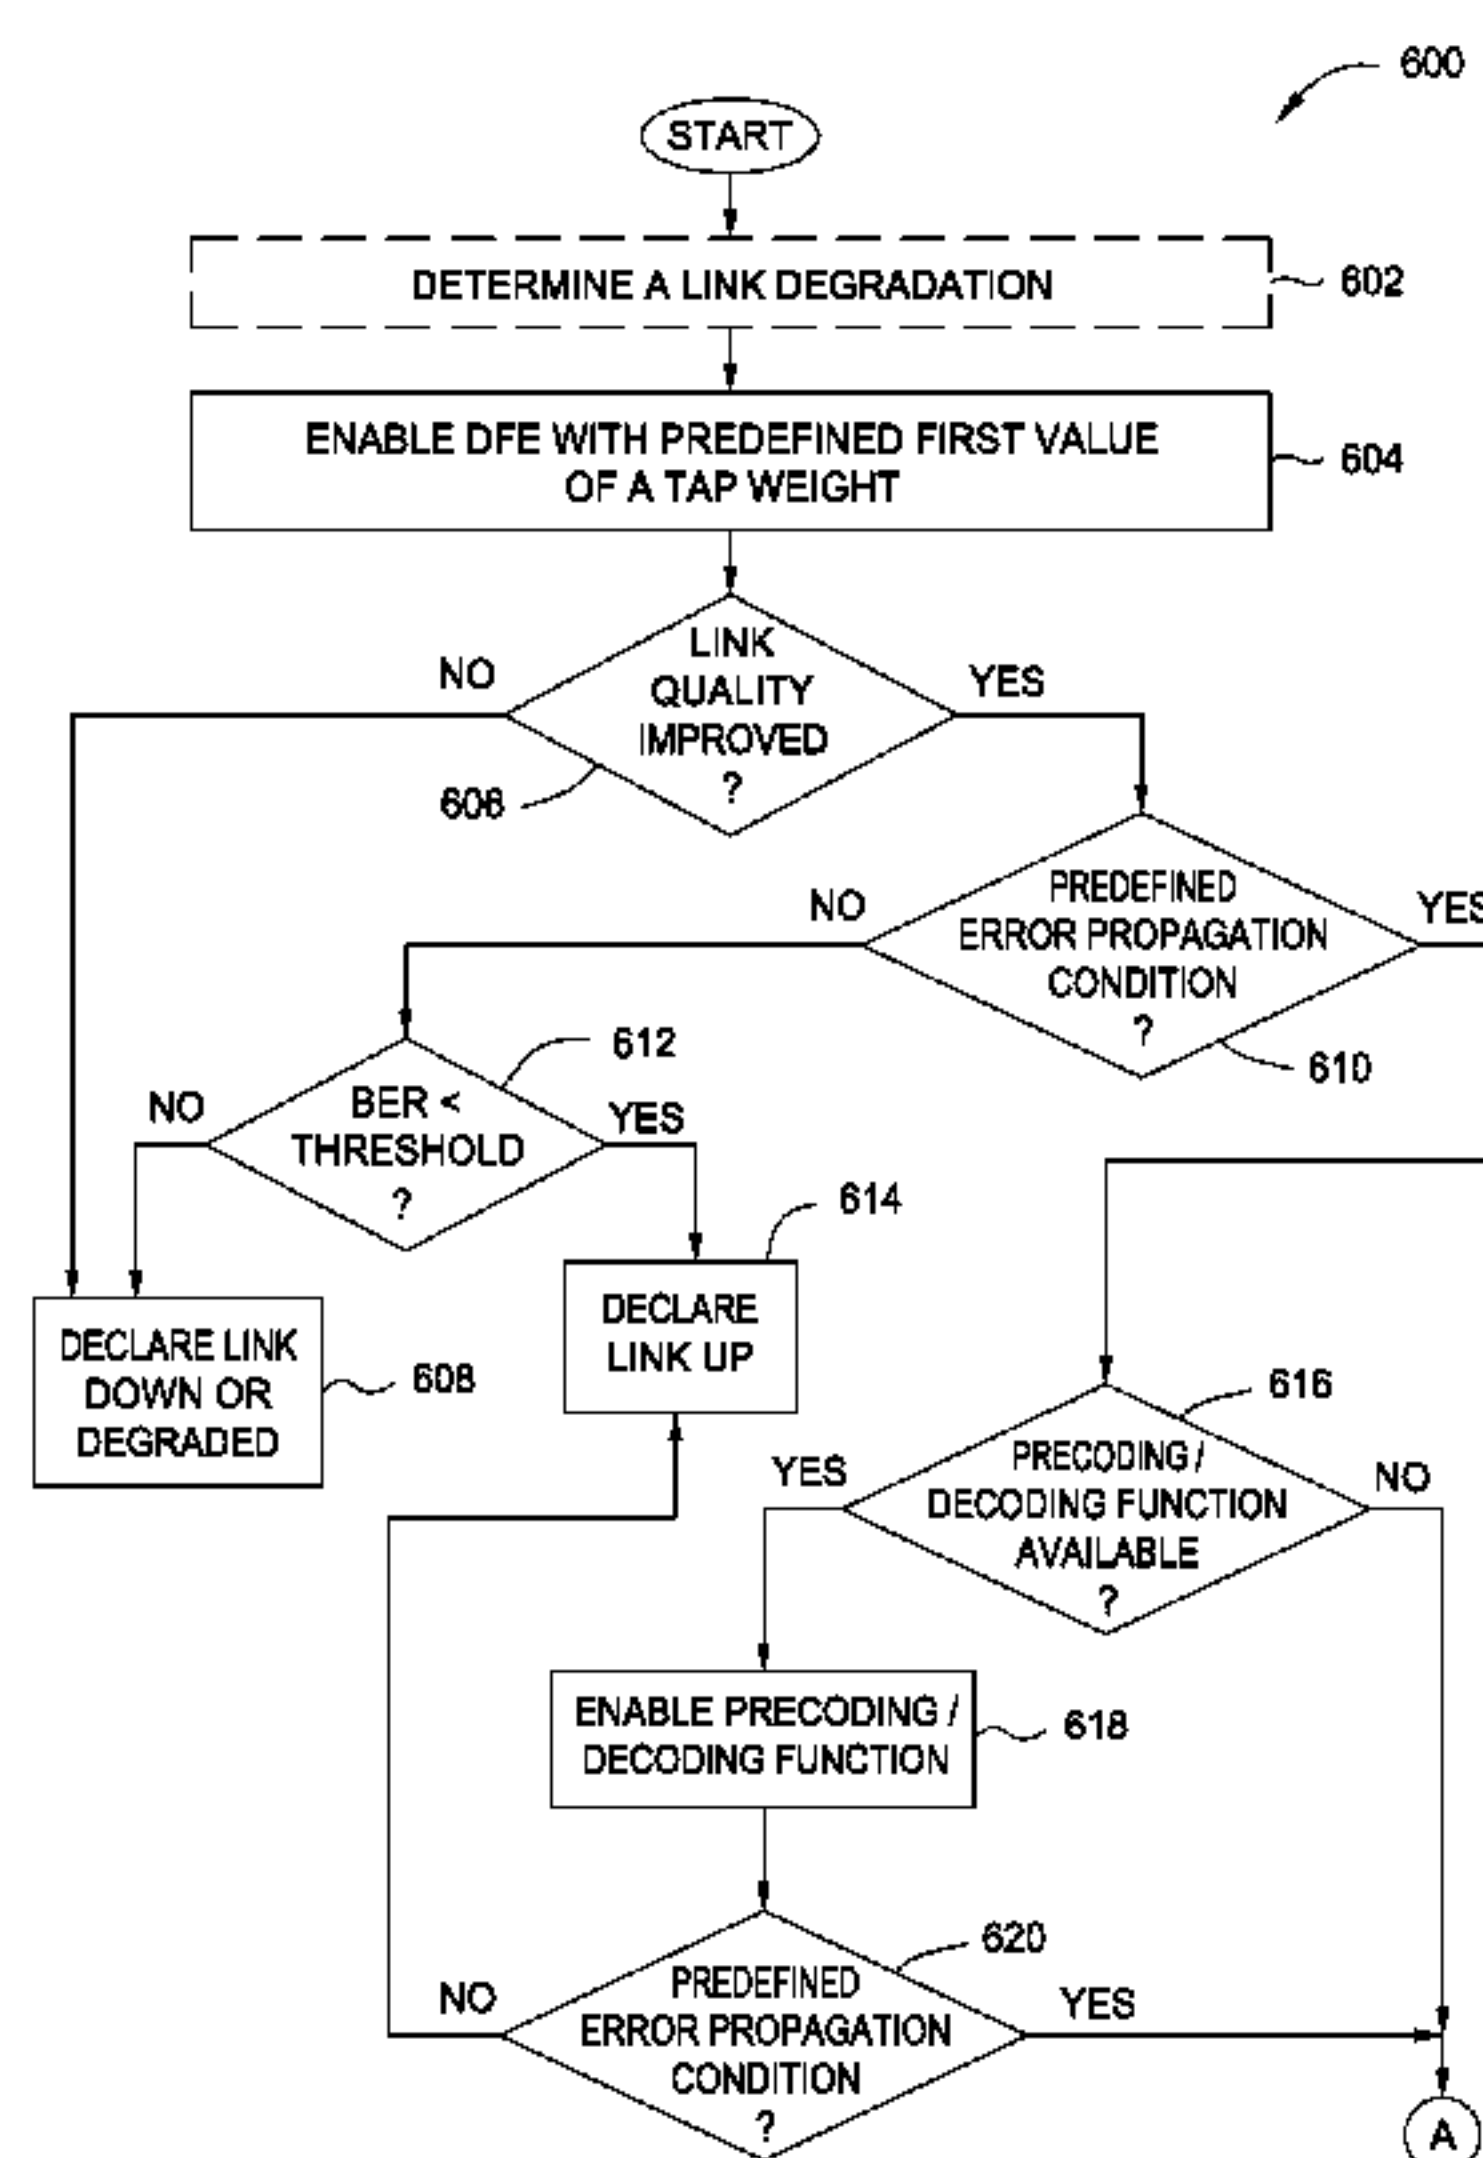 600
START
DETERMINE A LINK DEGRADATION
602
ENABLE DFE WITH PREDEFINED FIRST VALUE
OF A TAP WEIGHT
604
LINK
QUALITY
IMPROVED
?
NO
YES
606
PREDEFINED
ERROR PROPAGATION
CONDITION
?
NO
YES
610
BER <
THRESHOLD
?
612
NO
YES
614
DECLARE
LINK UP
DECLARE LINK
DOWN OR
DEGRADED
608
616
PRECODING /
DECODING FUNCTION
AVAILABLE
?
YES
NO
ENABLE PRECODING /
DECODING FUNCTION
618
620
PREDEFINED
ERROR PROPAGATION
CONDITION
?
NO
YES
A